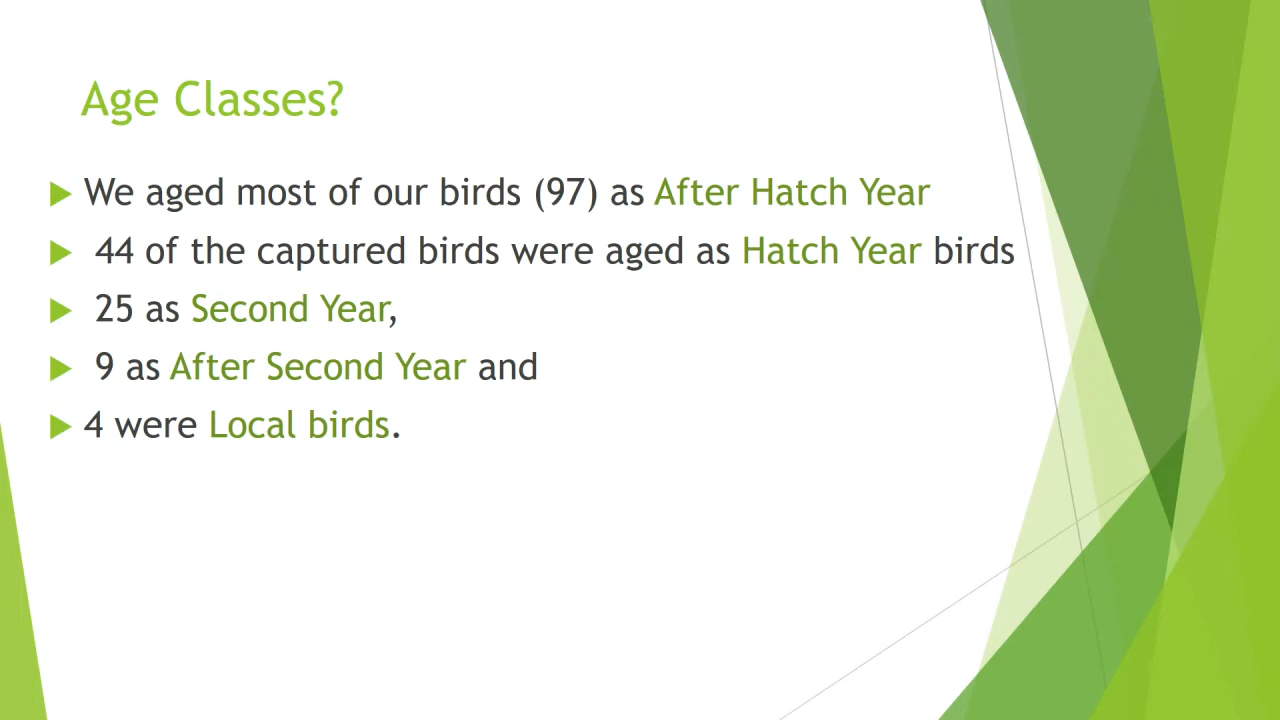 Age Classes?
We aged most of our birds (97) as After Hatch Year
44 of the captured birds were aged as Hatch Year birds
25 as Second Year,
9 as After Second Year and
4 were Local birds.